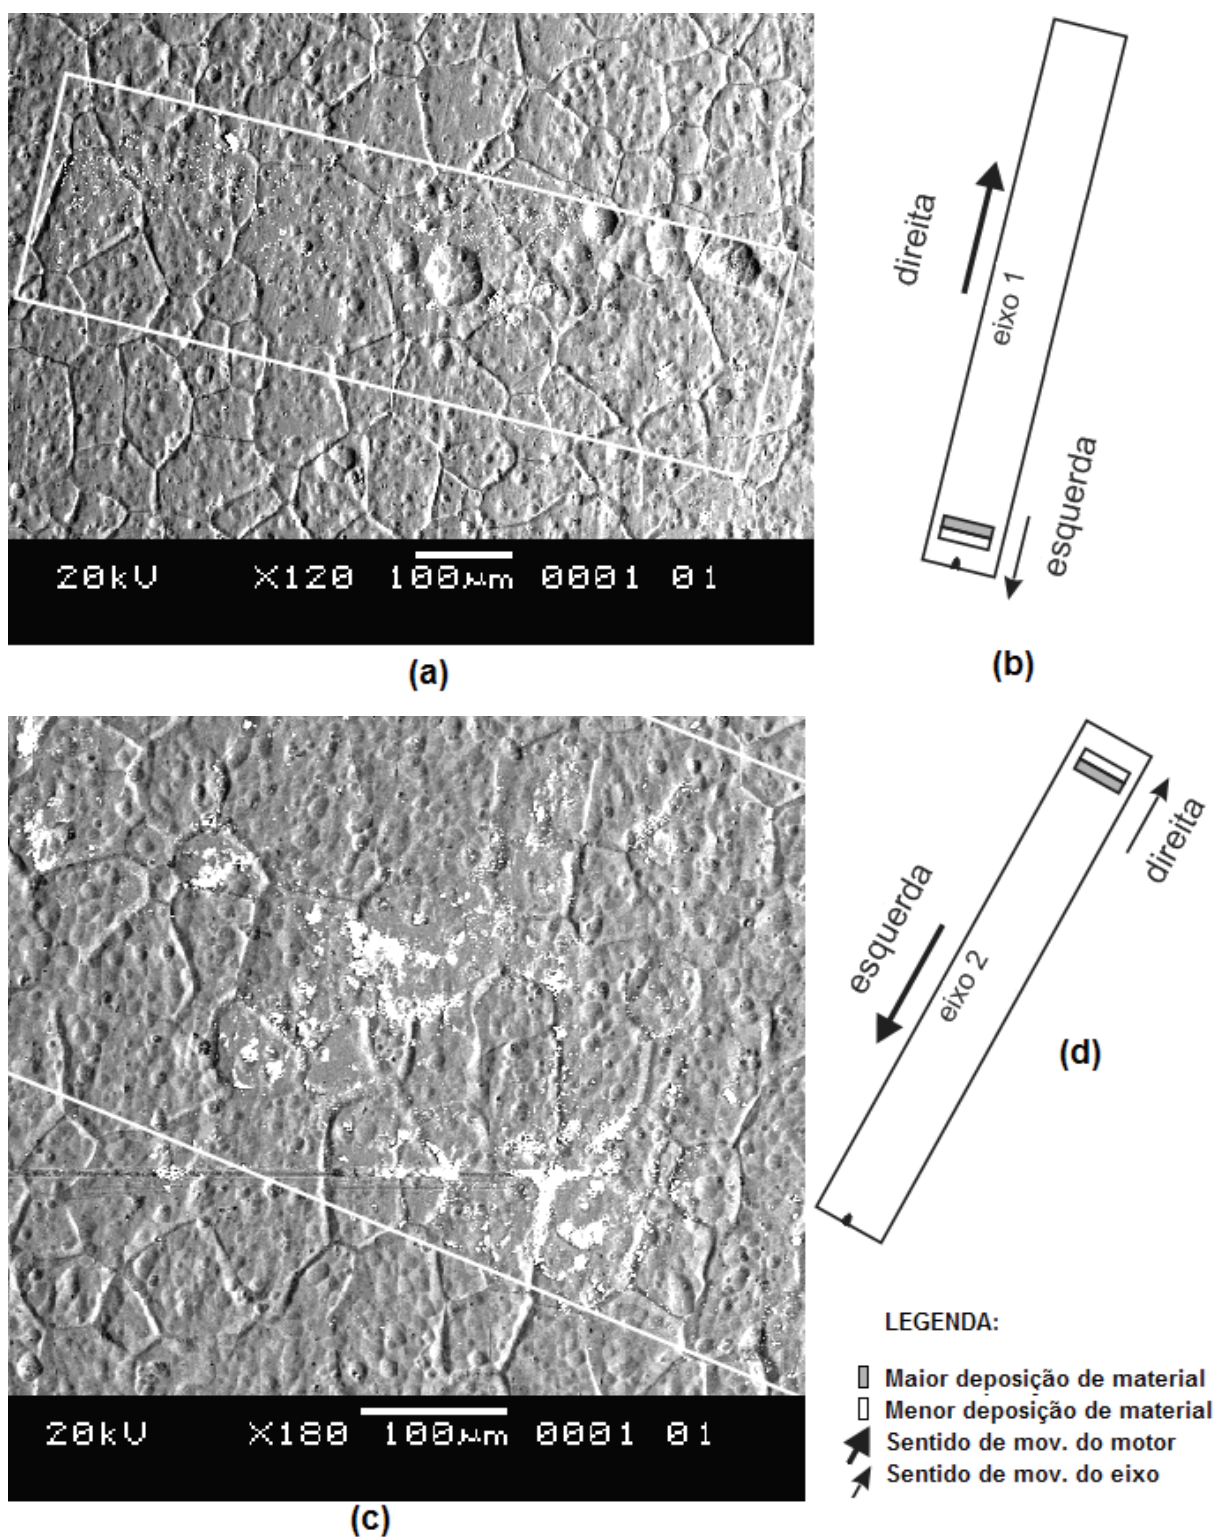 20kV X120 100μm 0001 01
(a)
direita
eixo 1
esquerda
(b)
20kV X180 100μm 0001 01
(c)
esquerda
eixo 2
direita
(d)
LEGENDA:
Maior deposição de material
Menor deposição de material
Sentido de mov. do motor
Sentido de mov. do eixo